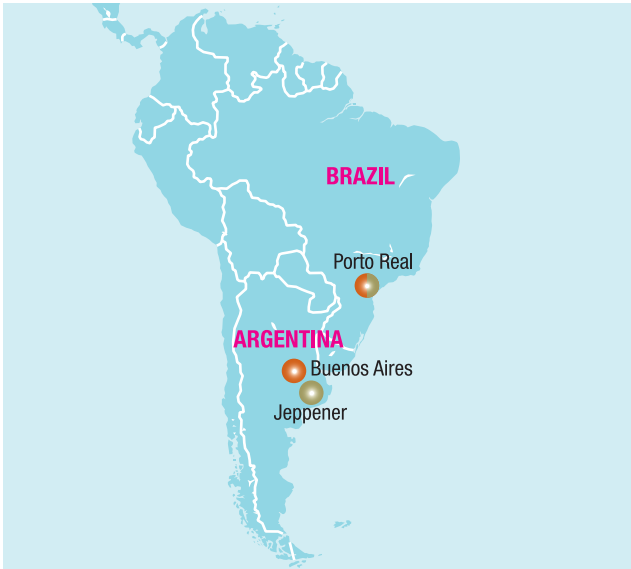 BRAZIL
Porto Real
ARGENTINA
Buenos Aires
Jeppener